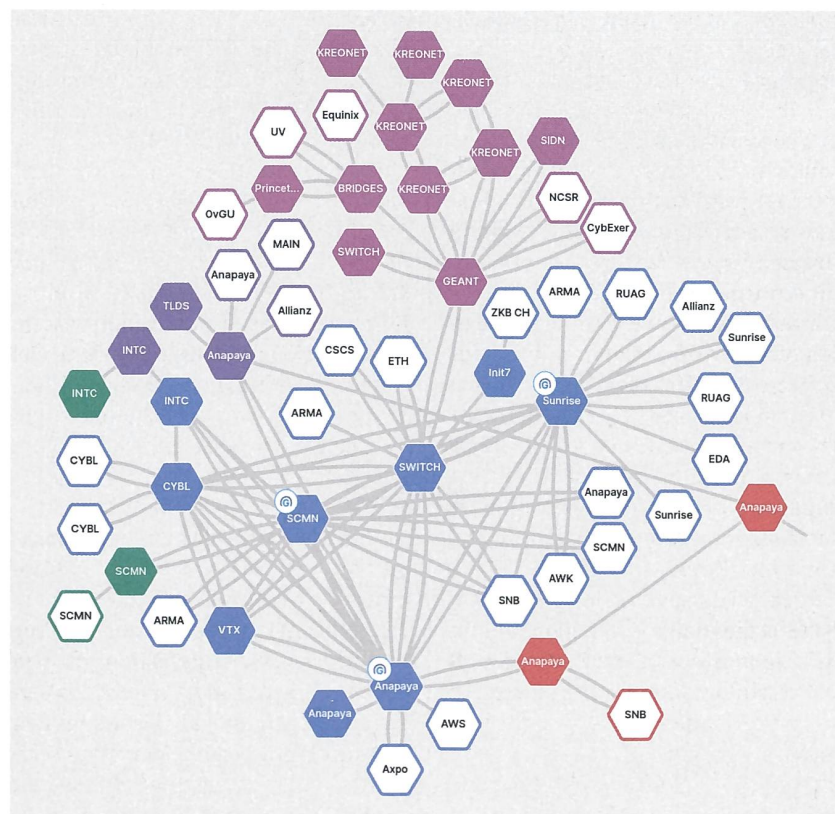 KREONET
KREONET
KREONET
Equinix
KREONET
UV
SIDN
KREONET
Princet...
BRIDGES
KREONET
NCSR
OvGU
CybExer
MAIN
SWITCH
Anapaya
GEANT
TLDS
Allianz
ZKB CH
ARMA
RUAG
Allianz
Sunrise
INTC
Anapaya
CSCS
ETH
Init7
INTC
INTC
ARMA
Sunrise
RUAG
CYBL
SWITCH
EDA
CYBL
Anapaya
Anapaya
SCMN
Sunrise
CYBL
SCMN
SCMN
AWK
SNB
SCMN
ARMA
VTX
Anapaya
Anapaya
Anapaya
SNB
AWS
Axpo